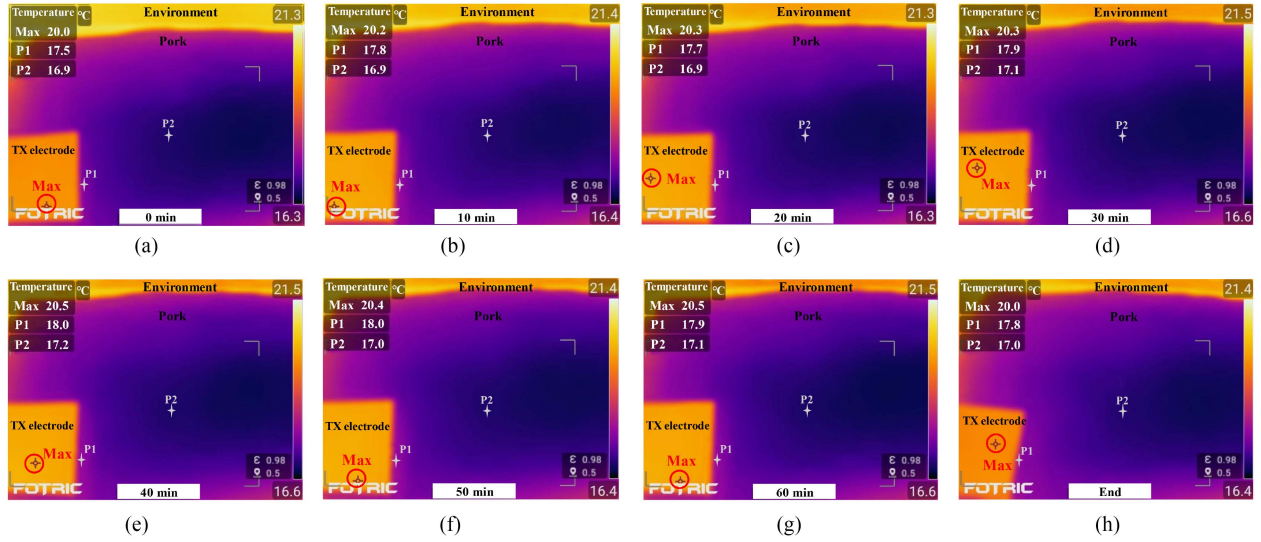 Temperature °C
Environment
21.3
Max 20.0
P1 17.5
P2 16.9
Pork
P2
TX electrode
P1
Max
ε 0.98
0.5
FOTRIC
0 min
16.3
(a)
Temperature °C
Environment
21.4
Max 20.2
P1 17.8
P2 16.9
Pork
P2
TX electrode
P1
Max
ε 0.98
0.5
FOTRIC
10 min
16.4
(b)
Temperature °C
Environment
21.3
Max 20.3
P1 17.7
P2 16.9
Pork
P2
TX electrode
Max
P1
ε 0.98
0.5
FOTRIC
20 min
16.3
(c)
Temperature °C
Environment
21.5
Max 20.3
P1 17.9
P2 17.1
Pork
P2
TX electrode
Max
P1
ε 0.98
0.5
FOTRIC
30 min
16.6
(d)
Temperature °C
Environment
21.5
Max 20.5
P1 18.0
P2 17.2
Pork
P2
TX electrode
Max
P1
ε 0.98
0.5
FOTRIC
40 min
16.6
(e)
Temperature °C
Environment
21.4
Max 20.4
P1 18.0
P2 17.0
Pork
P2
TX electrode
P1
Max
ε 0.98
0.5
FOTRIC
50 min
16.4
(f)
Temperature °C
Environment
21.5
Max 20.5
P1 17.9
P2 17.1
Pork
P2
TX electrode
P1
Max
ε 0.98
0.5
FOTRIC
60 min
16.6
(g)
Temperature °C
Environment
21.4
Max 20.0
P1 17.8
P2 17.0
Pork
P2
TX electrode
P1
Max
ε 0.98
0.5
FOTRIC
End
16.4
(h)